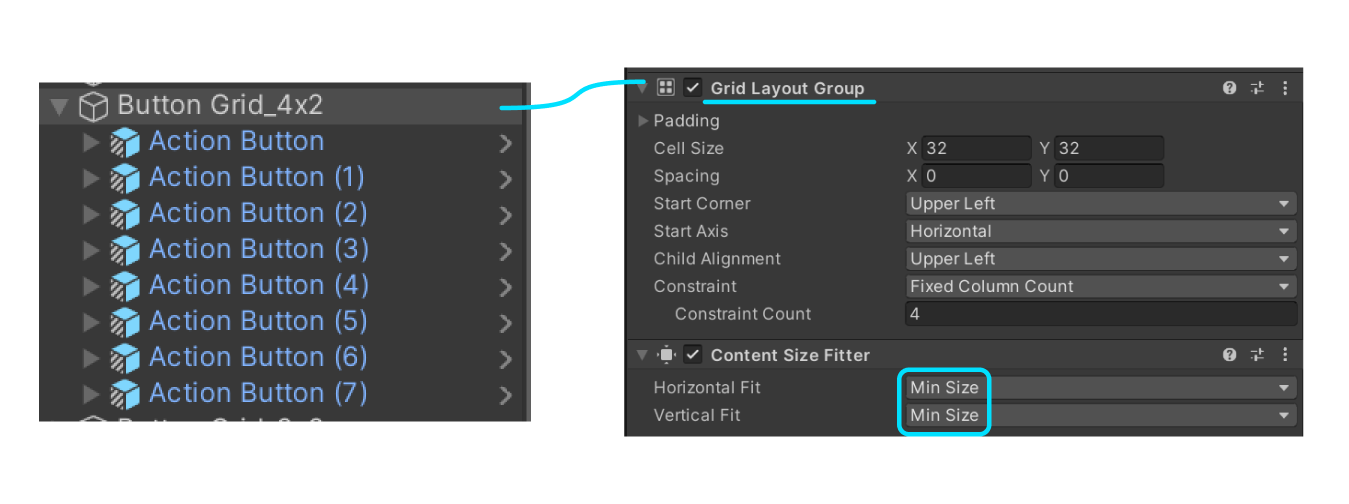 Button Grid_4x2
Action Button
Action Button (1)
Action Button (2)
Action Button (3)
Action Button (4)
Action Button (5)
Action Button (6)
Action Button (7)
Grid Layout Group
Padding
Cell Size X 32 Y 32
Spacing X 0 Y 0
Start Corner Upper Left
Start Axis Horizontal
Child Alignment Upper Left
Constraint Fixed Column Count
Constraint Count 4
Content Size Fitter
Horizontal Fit Min Size
Vertical Fit Min Size